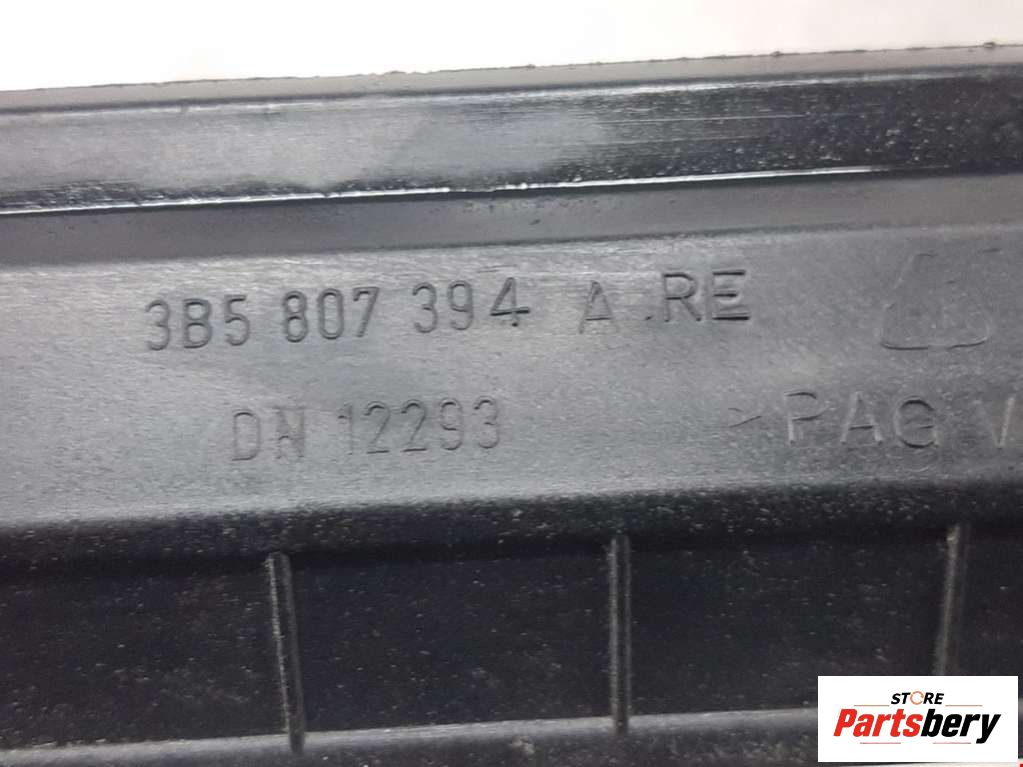 3B5 807 394 A RE
DN 12293
>PAG V
STORE
Partsbery